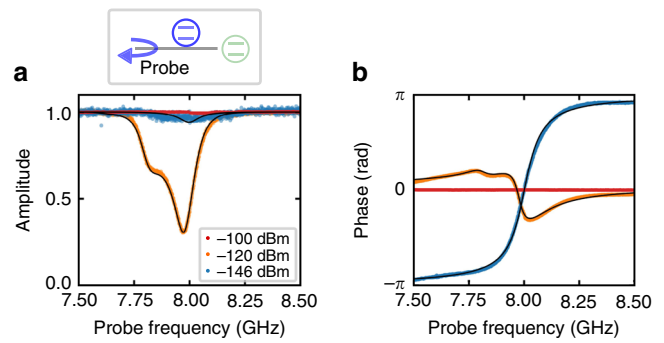 Probe
a
b
1.0
0.5
0.0
Amplitude
−100 dBm
−120 dBm
−146 dBm
7.50 7.75 8.00 8.25 8.50
Probe frequency (GHz)
π
0
−π
Phase (rad)
7.50 7.75 8.00 8.25 8.50
Probe frequency (GHz)